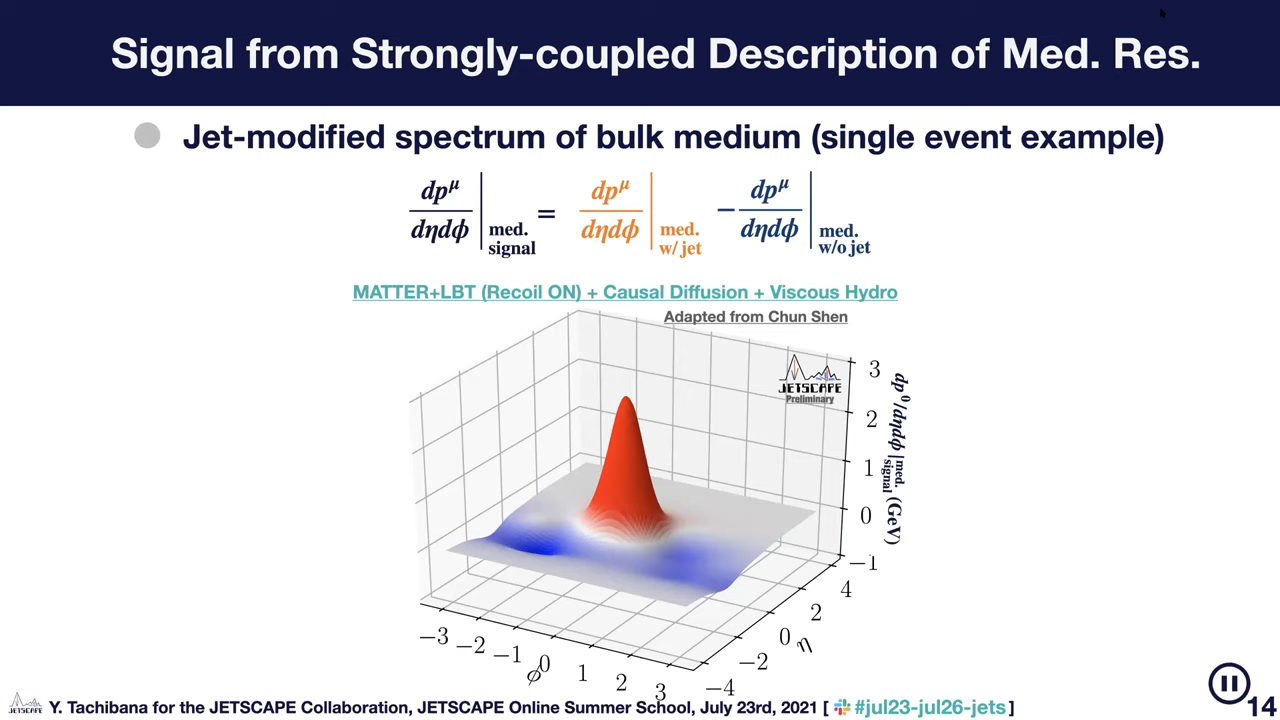 Signal from Strongly-coupled Description of Med. Res.
Jet-modified spectrum of bulk medium (single event example)
dp^μ/dηdϕ |med. signal = dp^μ/dηdϕ |med. w/ jet − dp^μ/dηdϕ |med. w/o jet
MATTER+LBT (Recoil ON) + Causal Diffusion + Viscous Hydro
Adapted from Chun Shen
JETSCAPE
Preliminary
3
2
1
0
−1
dp^0/dηdϕ |med. signal (GeV)
4
2
0
−2
−4
η
−3
−2
−1
0
1
2
3
ϕ
JETSCAPE
Y. Tachibana for the JETSCAPE Collaboration, JETSCAPE Online Summer School, July 23rd, 2021 [ #jul23-jul26-jets ]
14